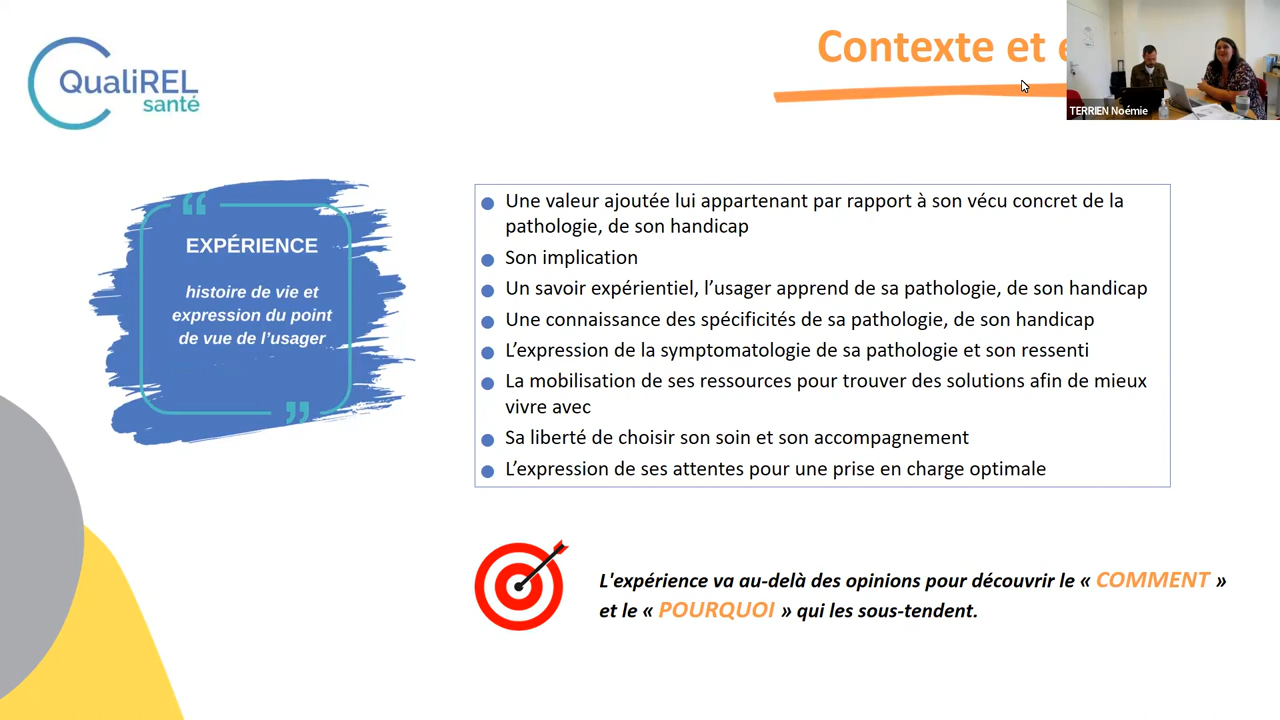 Contexte et
QualiREL
santé
TERRIEN Noémie
EXPÉRIENCE
histoire de vie et
expression du point
de vue de l'usager
Une valeur ajoutée lui appartenant par rapport à son vécu concret de la
pathologie, de son handicap
Son implication
Un savoir expérientiel, l'usager apprend de sa pathologie, de son handicap
Une connaissance des spécificités de sa pathologie, de son handicap
L'expression de la symptomatologie de sa pathologie et son ressenti
La mobilisation de ses ressources pour trouver des solutions afin de mieux
vivre avec
Sa liberté de choisir son soin et son accompagnement
L'expression de ses attentes pour une prise en charge optimale
L'expérience va au-delà des opinions pour découvrir le « COMMENT »
et le « POURQUOI » qui les sous-tendent.